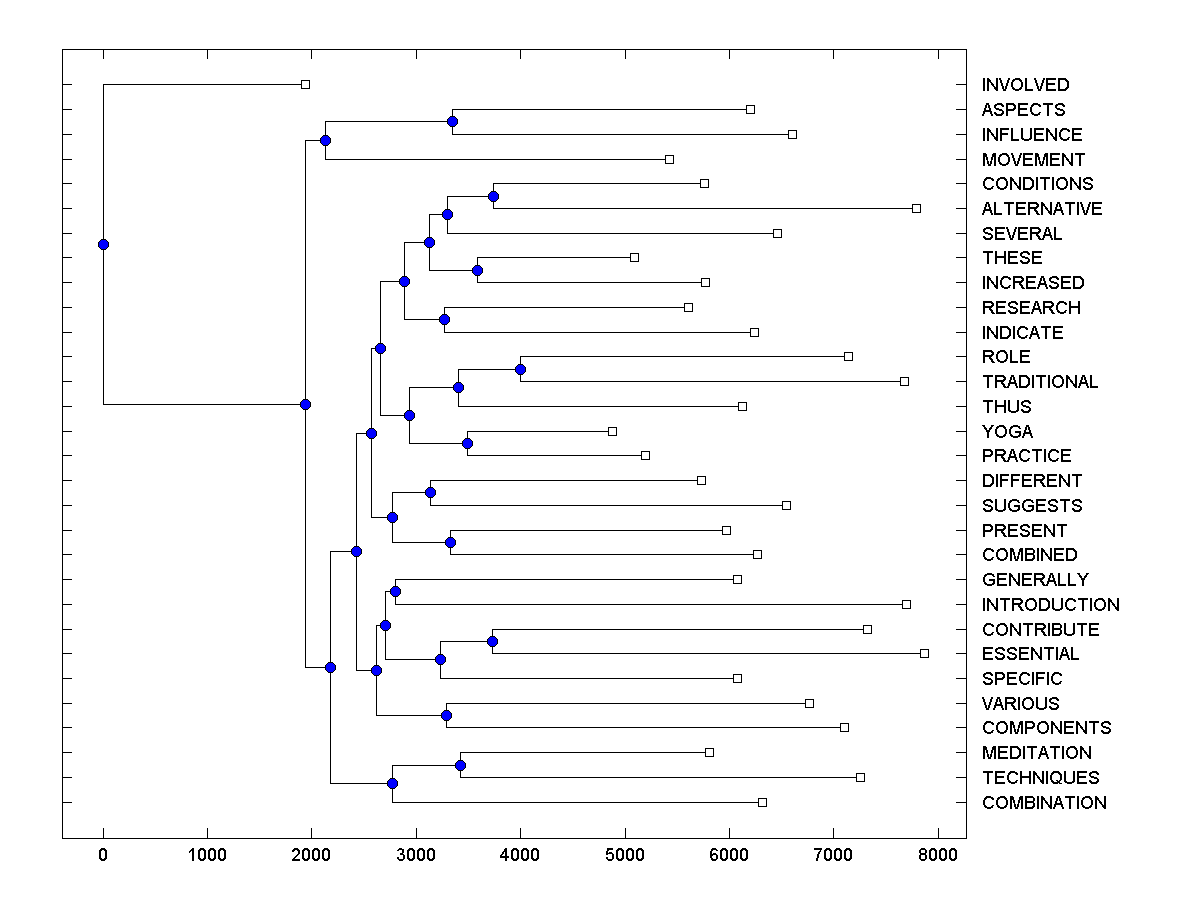 INVOLVED
ASPECTS
INFLUENCE
MOVEMENT
CONDITIONS
ALTERNATIVE
SEVERAL
THESE
INCREASED
RESEARCH
INDICATE
ROLE
TRADITIONAL
THUS
YOGA
PRACTICE
DIFFERENT
SUGGESTS
PRESENT
COMBINED
GENERALLY
INTRODUCTION
CONTRIBUTE
ESSENTIAL
SPECIFIC
VARIOUS
COMPONENTS
MEDITATION
TECHNIQUES
COMBINATION
0 1000 2000 3000 4000 5000 6000 7000 8000